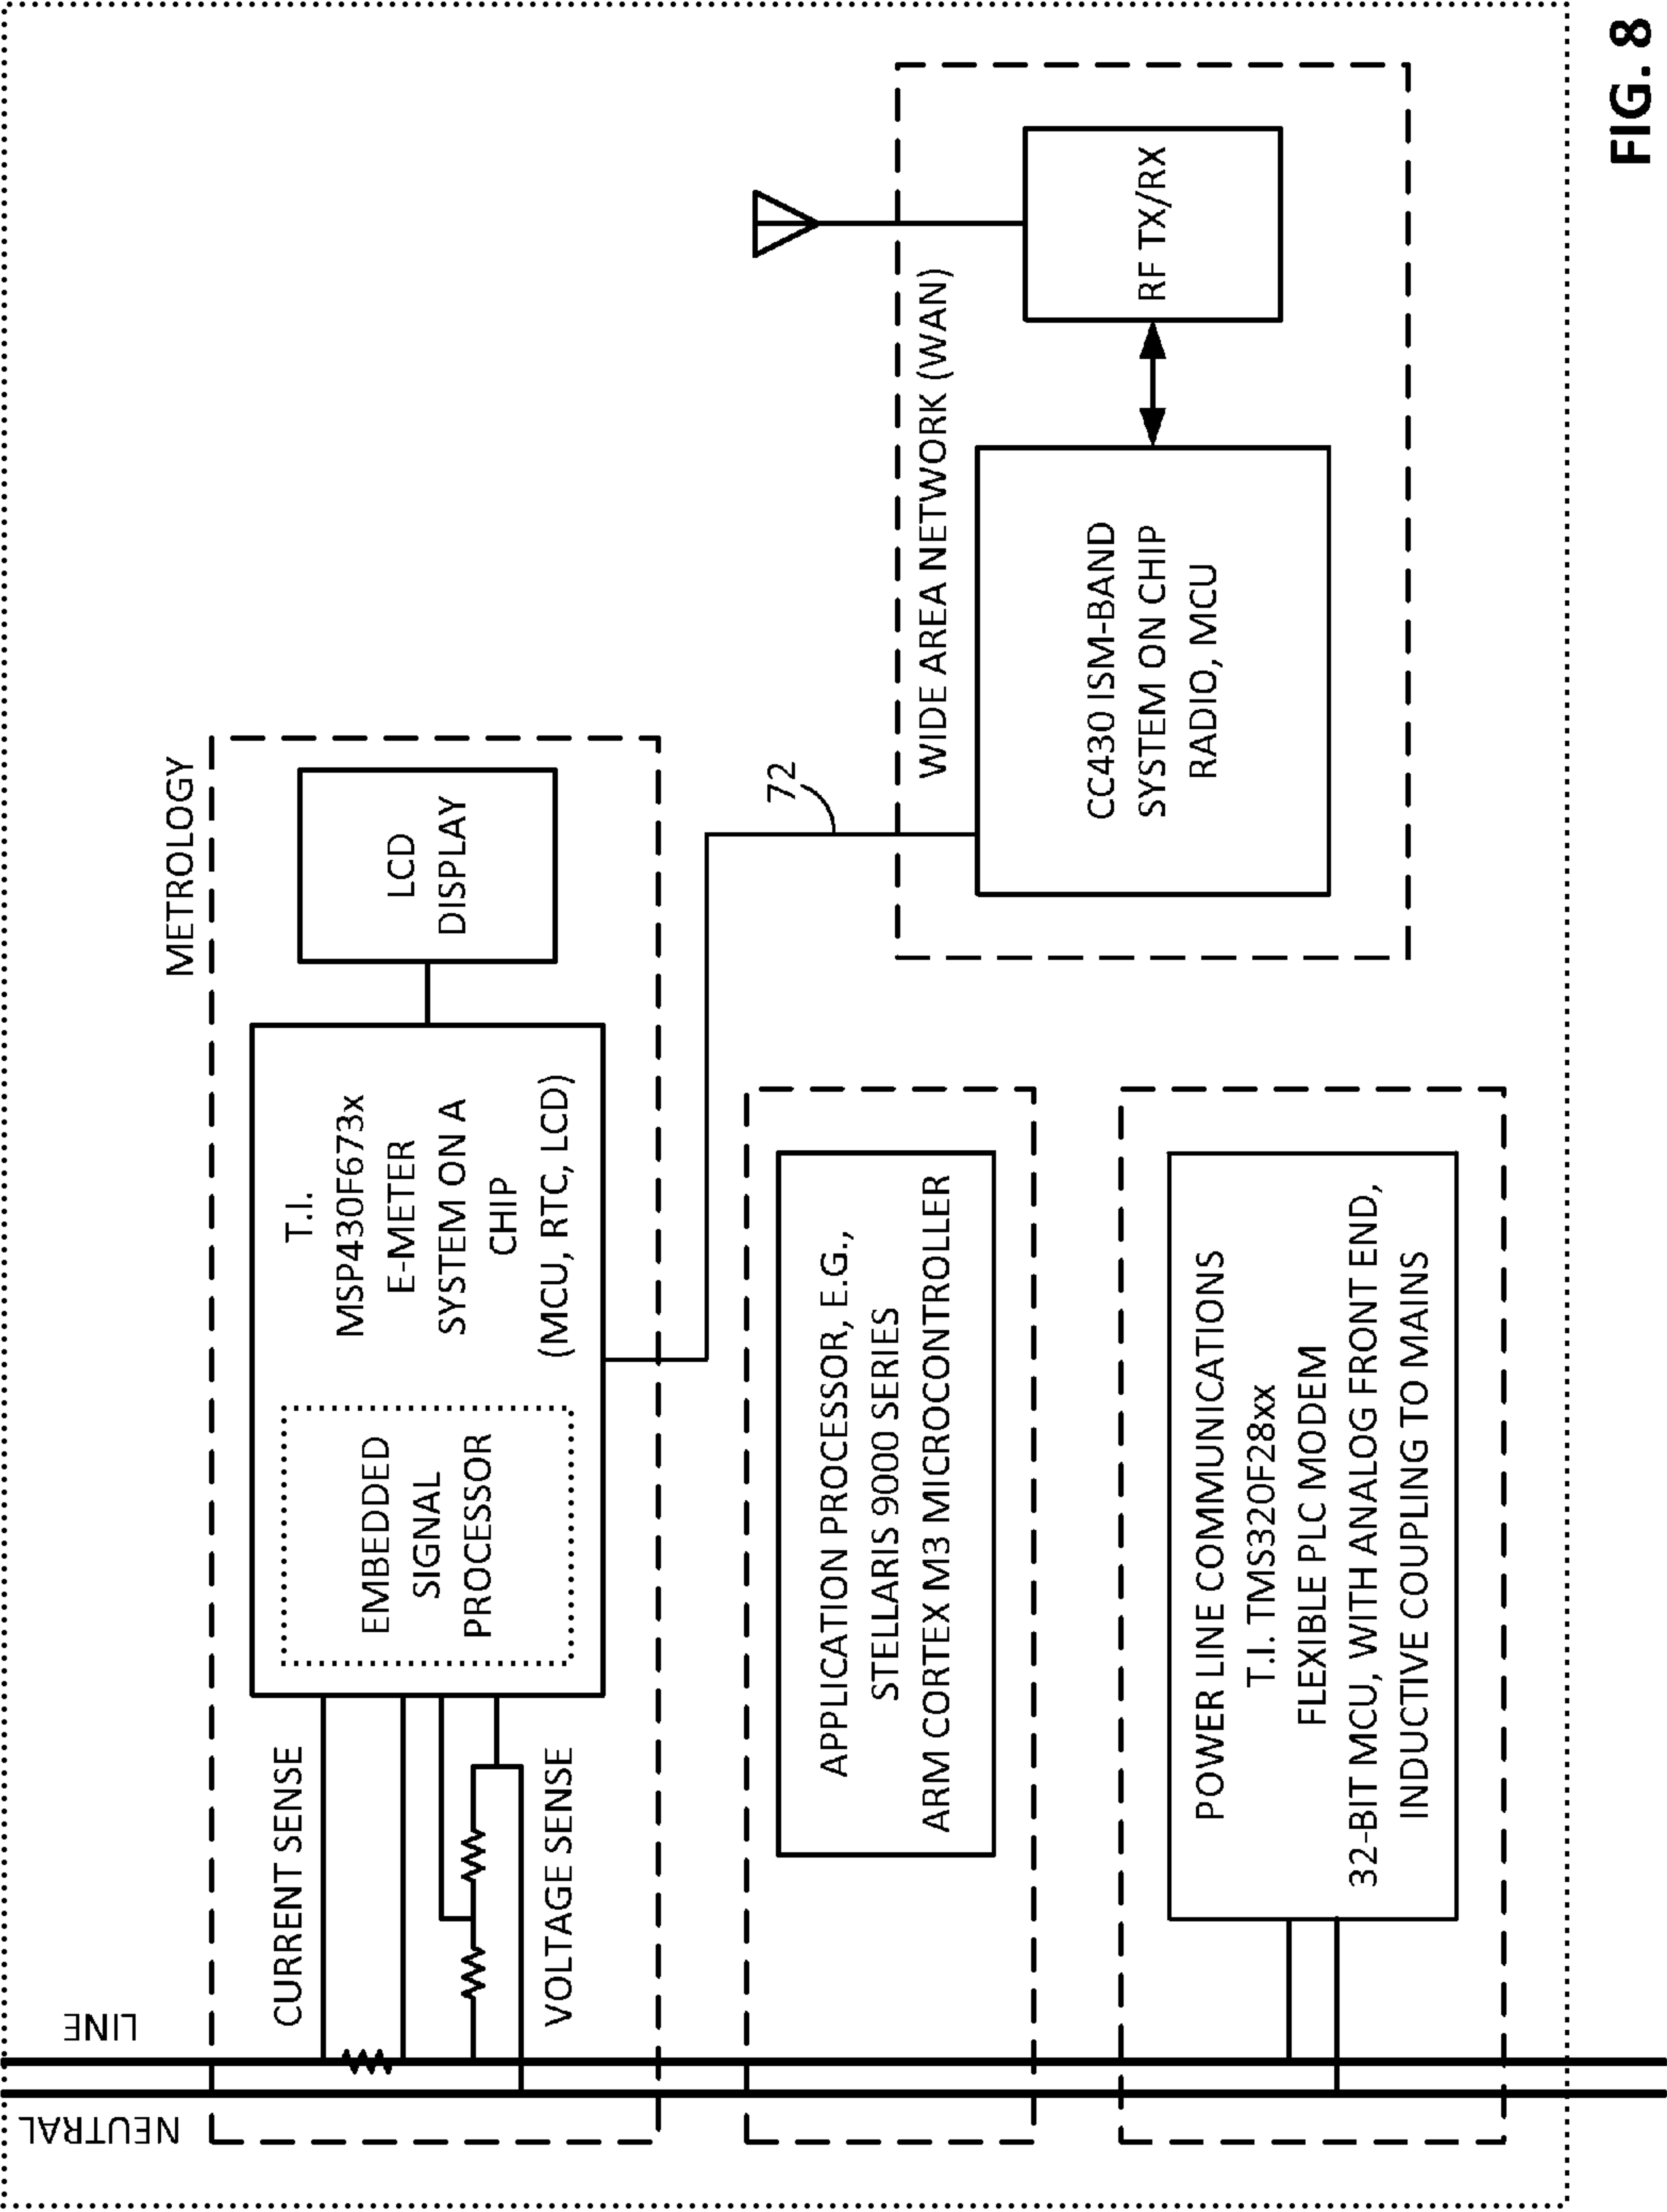 NEUTRAL
LINE
METROLOGY
CURRENT SENSE
VOLTAGE SENSE
EMBEDDED
SIGNAL
PROCESSOR
T.I.
MSP430F673x
E-METER
SYSTEM ON A
CHIP
(MCU, RTC, LCD)
LCD
DISPLAY
APPLICATION PROCESSOR, E.G.,
STELLARIS 9000 SERIES
ARM CORTEX M3 MICROCONTROLLER
72
WIDE AREA NETWORK (WAN)
CC430 ISM-BAND
SYSTEM ON CHIP
RADIO, MCU
RF TX/RX
POWER LINE COMMUNICATIONS
T.I. TMS320F28xx
FLEXIBLE PLC MODEM
32-BIT MCU, WITH ANALOG FRONT END,
INDUCTIVE COUPLING TO MAINS
FIG. 8